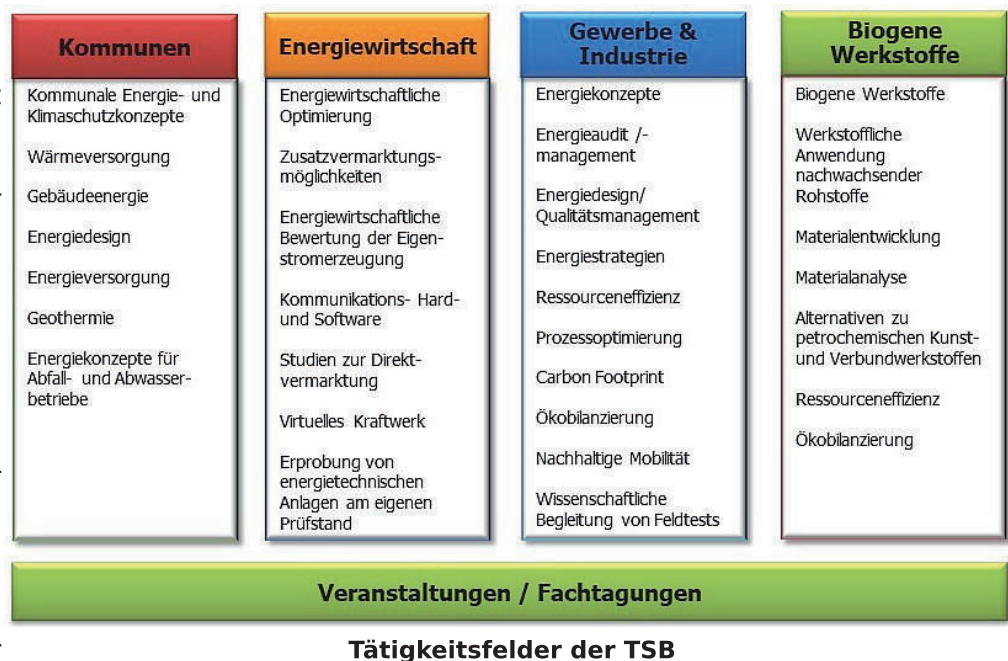 Kommunen
Kommunale Energie- und
Klimaschutzkonzepte
Wärmeversorgung
Gebäudeenergie
Energiedesign
Energieversorgung
Geothermie
Energiekonzepte für
Abfall- und Abwasser-
betriebe
Energiewirtschaft
Energiewirtschaftliche
Optimierung
Zusatzvermarktungs-
möglichkeiten
Energiewirtschaftliche
Bewertung der Eigen-
stromerzeugung
Kommunikations- Hard-
und Software
Studien zur Direkt-
vermarktung
Virtuelles Kraftwerk
Erprobung von
energietechnischen
Anlagen am eigenen
Prüfstand
Gewerbe &
Industrie
Energiekonzepte
Energieaudit /-
management
Energiedesign/
Qualitätsmanagement
Energiestrategien
Ressourceneffizienz
Prozessoptimierung
Carbon Footprint
Ökobilanzierung
Nachhaltige Mobilität
Wissenschaftliche
Begleitung von Feldtests
Biogene
Werkstoffe
Biogene Werkstoffe
Werkstoffliche
Anwendung
nachwachsender
Rohstoffe
Materialentwicklung
Materialanalyse
Alternativen zu
petrochemischen Kunst-
und Verbundwerkstoffen
Ressourceneffizienz
Ökobilanzierung
Veranstaltungen / Fachtagungen
Tätigkeitsfelder der TSB